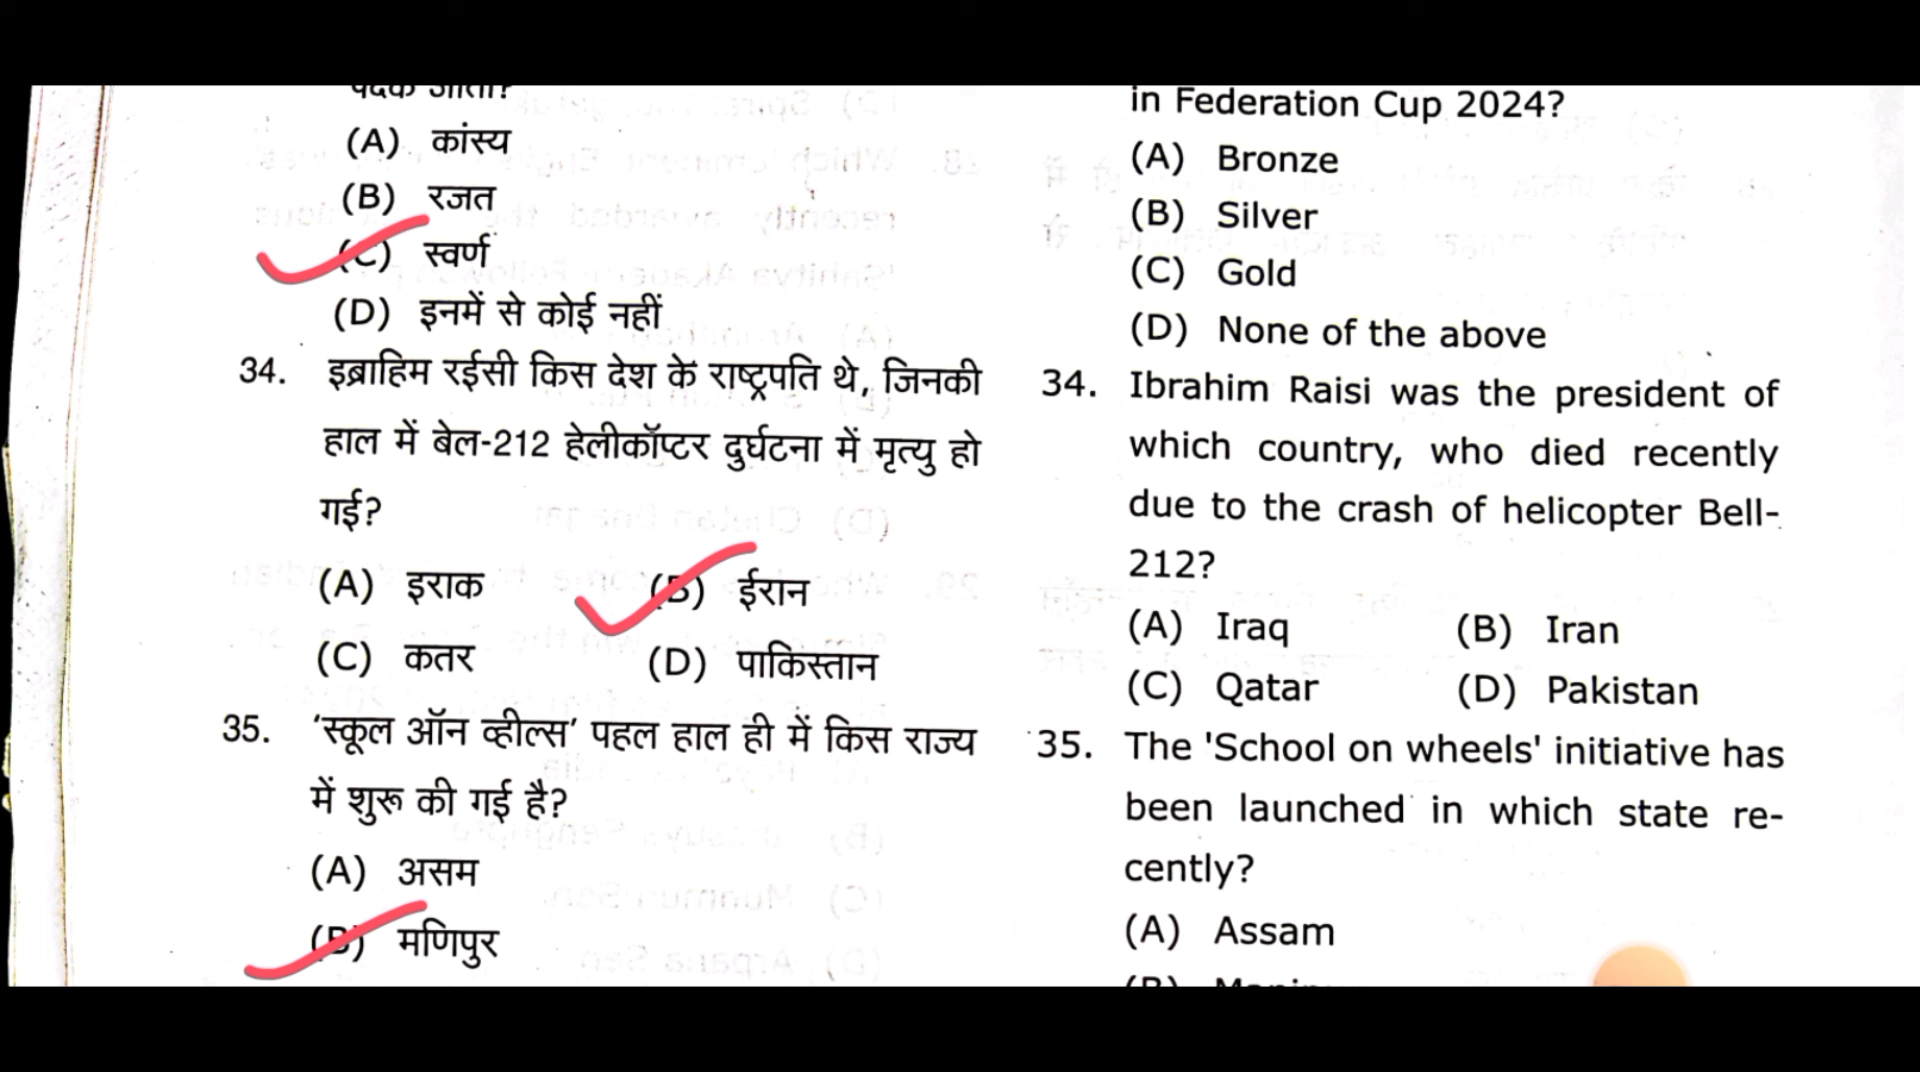 (A) कांस्य
(B) रजत
(C) स्वर्ण
(D) इनमें से कोई नहीं
34. इब्राहिम रईसी किस देश के राष्ट्रपति थे, जिनकी
हाल में बेल-212 हेलीकॉप्टर दुर्घटना में मृत्यु हो
गई?
(A) इराक (B) ईरान
(C) कतर (D) पाकिस्तान
35. 'स्कूल ऑन व्हील्स' पहल हाल ही में किस राज्य
में शुरू की गई है?
(A) असम
(B) मणिपुर
in Federation Cup 2024?
(A) Bronze
(B) Silver
(C) Gold
(D) None of the above
34. Ibrahim Raisi was the president of
which country, who died recently
due to the crash of helicopter Bell-
212?
(A) Iraq (B) Iran
(C) Qatar (D) Pakistan
35. The 'School on wheels' initiative has
been launched in which state re-
cently?
(A) Assam